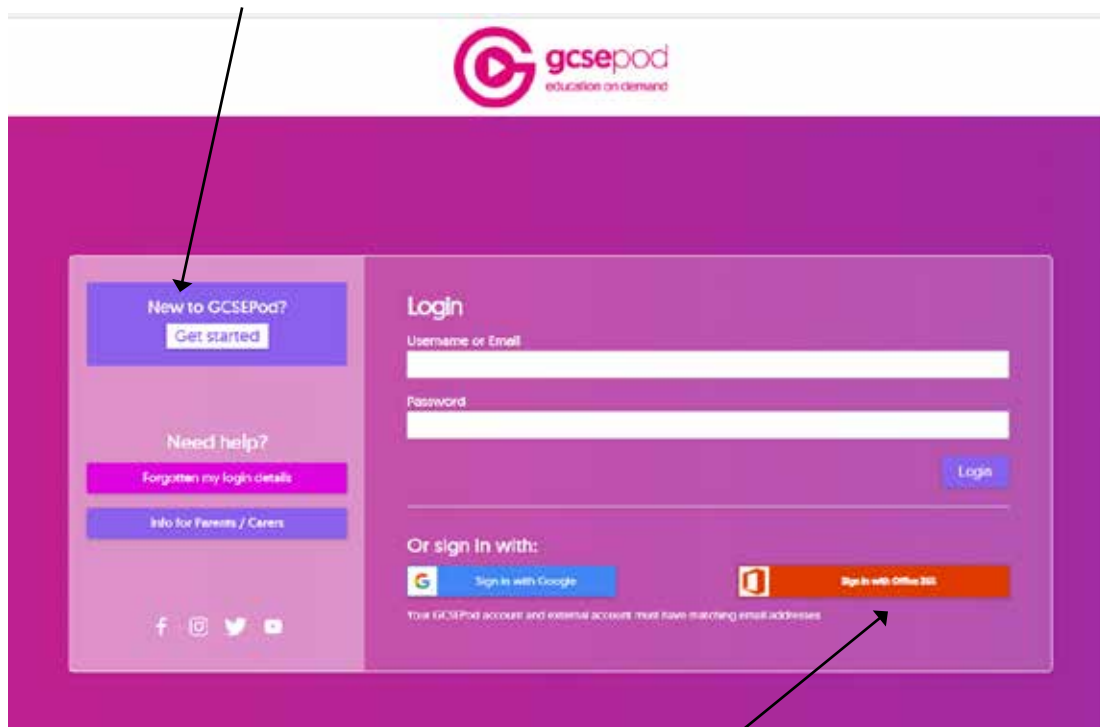 gcsepod
education on demand
New to GCSEPod?
Get started
Need help?
Forgotten my login details
Info for Parents / Carers
Login
Username or Email
Password
Login
Or sign in with:
Sign in with Google
Sign in with Office 365
Your GCSEPod account and external account must have matching email addresses